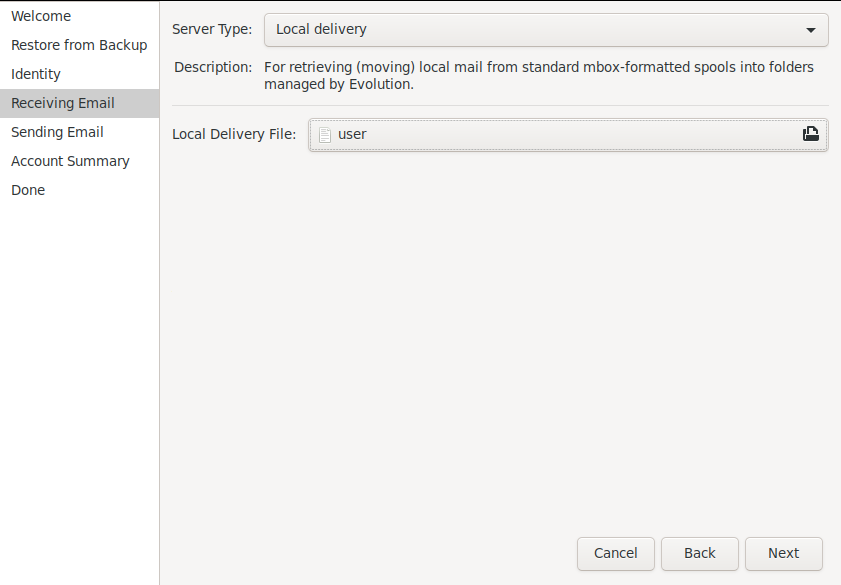 Welcome
Restore from Backup
Identity
Receiving Email
Sending Email
Account Summary
Done
Server Type: Local delivery
Description: For retrieving (moving) local mail from standard mbox-formatted spools into folders
managed by Evolution.
Local Delivery File: user
Cancel Back Next